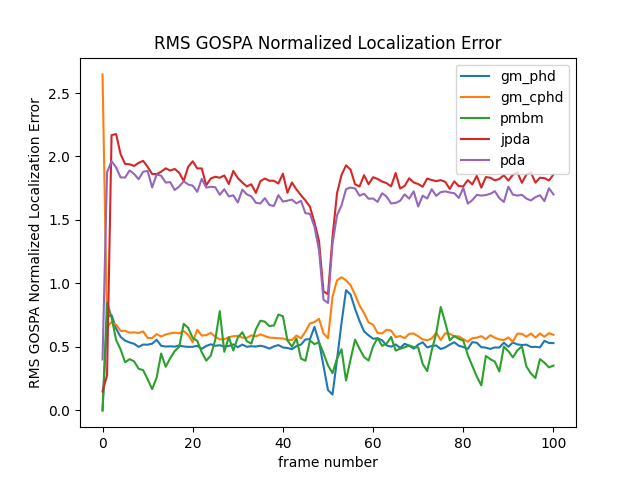 RMS GOSPA Normalized Localization Error
RMS GOSPA Normalized Localization Error
2.5
2.0
1.5
1.0
0.5
0.0
gm_phd
gm_cphd
pmbm
jpda
pda
0 20 40 60 80 100
frame number